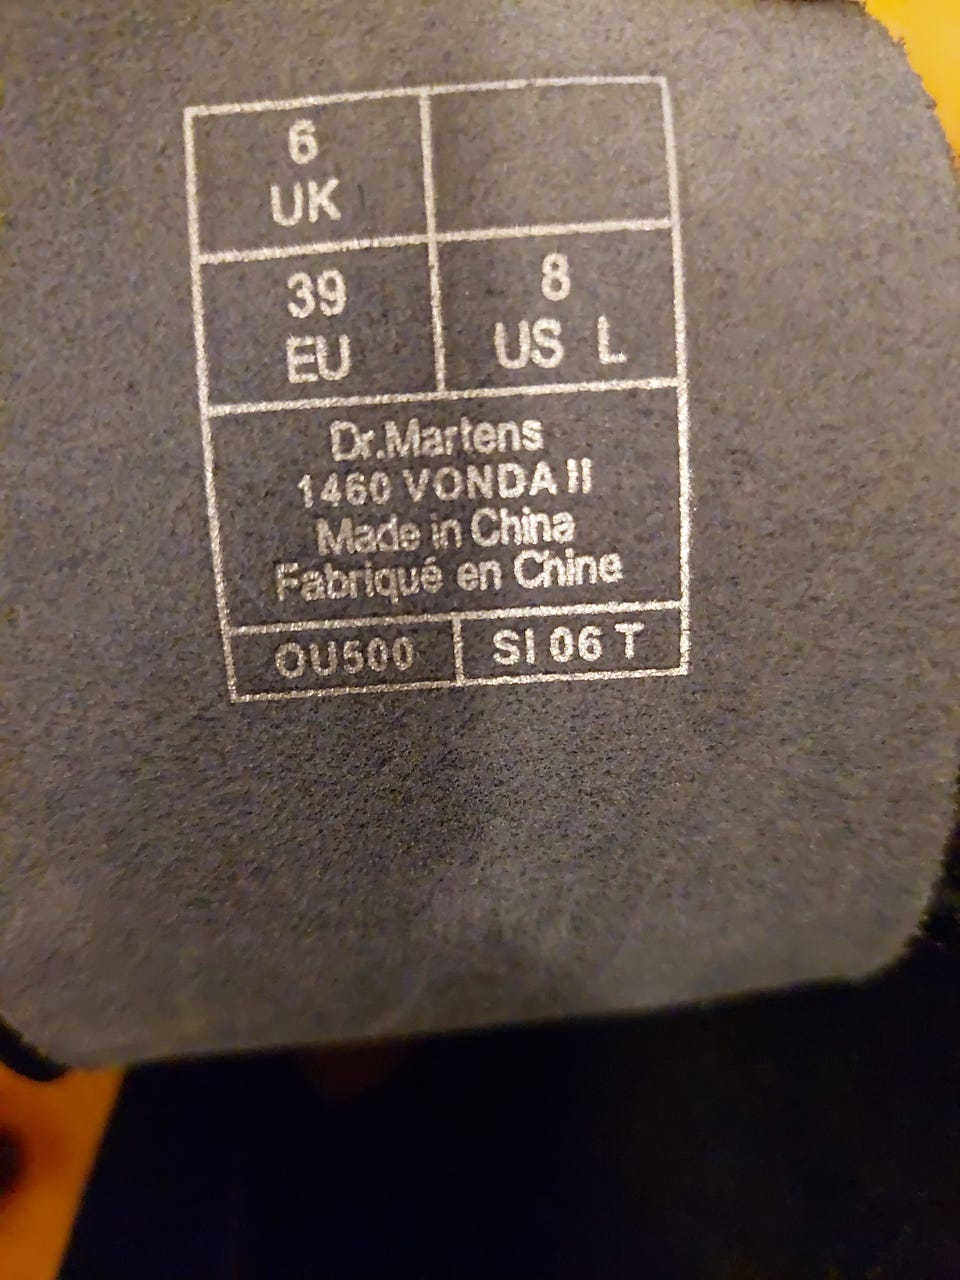 6
UK
39
EU
8
US L
Dr.Martens
1460 VONDA II
Made in China
Fabriqué en Chine
OU500
SI 06 T